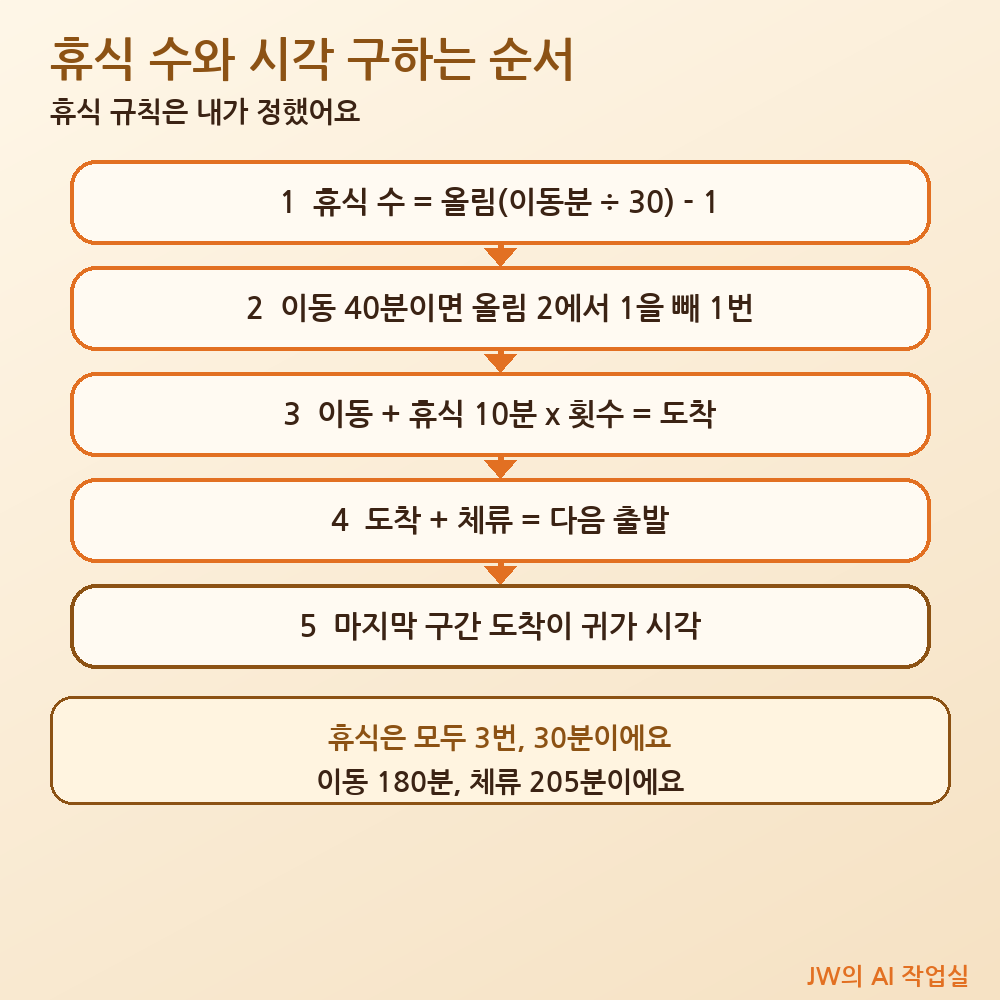 휴식 수와 시각 구하는 순서
휴식 규칙은 내가 정했어요
1 휴식 수 = 올림(이동분 ÷ 30) - 1
2 이동 40분이면 올림 2에서 1을 빼 1번
3 이동 + 휴식 10분 x 횟수 = 도착
4 도착 + 체류 = 다음 출발
5 마지막 구간 도착이 귀가 시각
휴식은 모두 3번, 30분이에요
이동 180분, 체류 205분이에요
JW의 AI 작업실